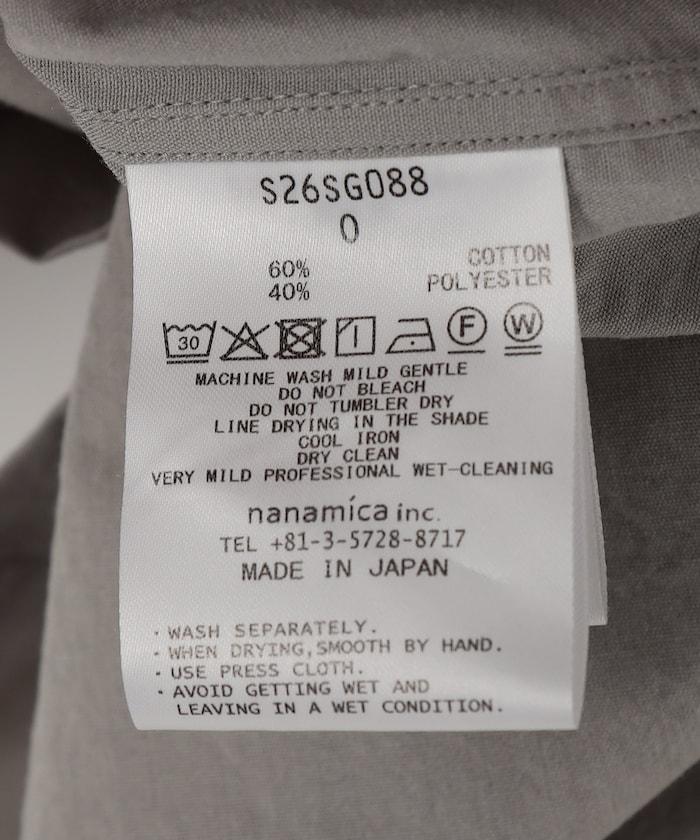 S26SG088
0
60% COTTON
40% POLYESTER
30 F W
MACHINE WASH MILD GENTLE
DO NOT BLEACH
DO NOT TUMBLER DRY
LINE DRYING IN THE SHADE
COOL IRON
DRY CLEAN
VERY MILD PROFESSIONAL WET-CLEANING
nanamíca inc.
TEL +81-3-5728-8717
MADE IN JAPAN
・WASH SEPARATELY.
・WHEN DRYING,SMOOTH BY HAND.
・USE PRESS CLOTH.
・AVOID GETTING WET AND
LEAVING IN A WET CONDITION.